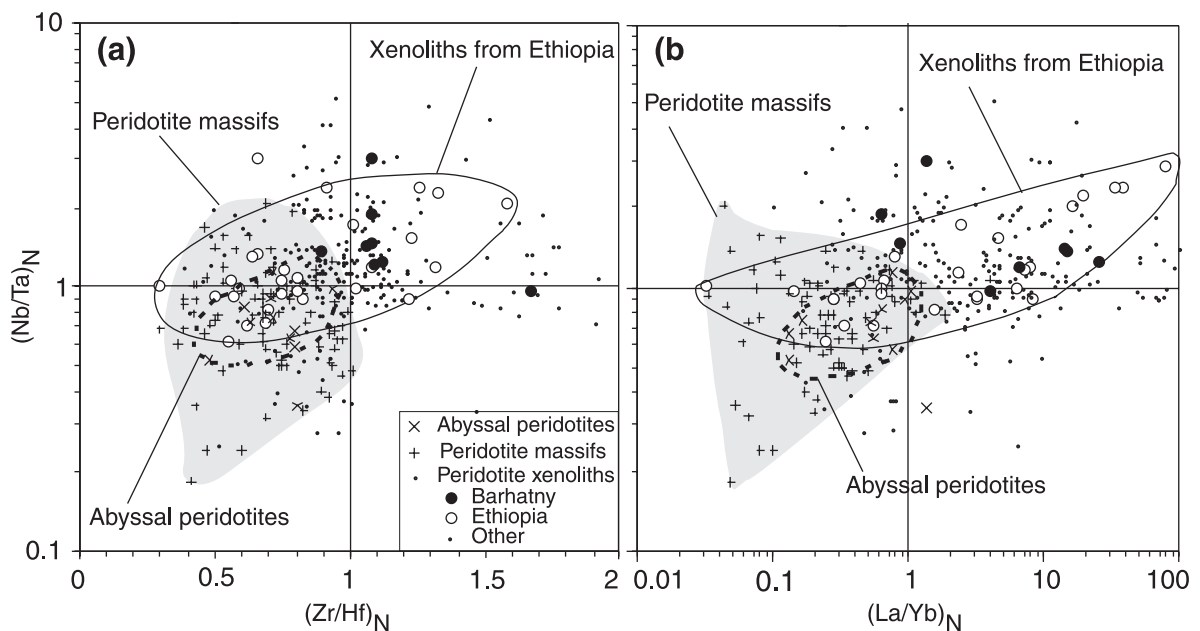 10
(a)
Xenoliths from Ethiopia
Peridotite massifs
(Nb/Ta)N
1
Abyssal peridotites
Abyssal peridotites
Peridotite massifs
Peridotite xenoliths
Barhatny
Ethiopia
Other
0.1
0
0.5
1
1.5
2
(Zr/Hf)N
(b)
Xenoliths from Ethiopia
Peridotite massifs
Abyssal peridotites
0.01
0.1
1
10
100
(La/Yb)N